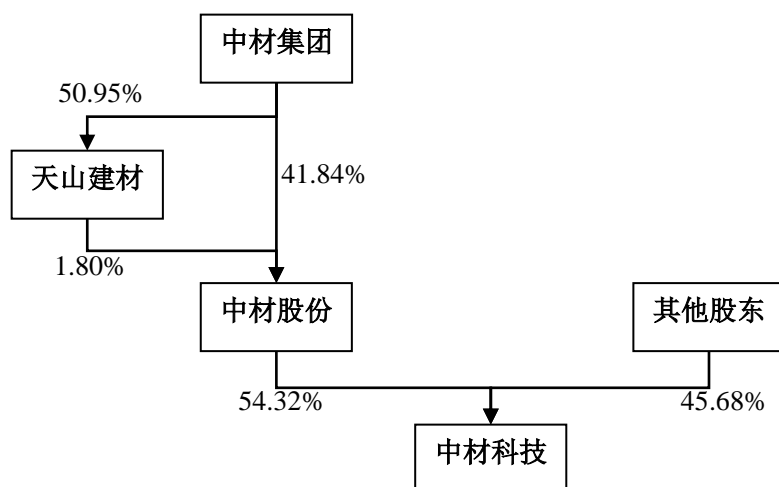 中材集团
50.95%
天山建材
41.84%
1.80%
中材股份
其他股东
54.32%
45.68%
中材科技